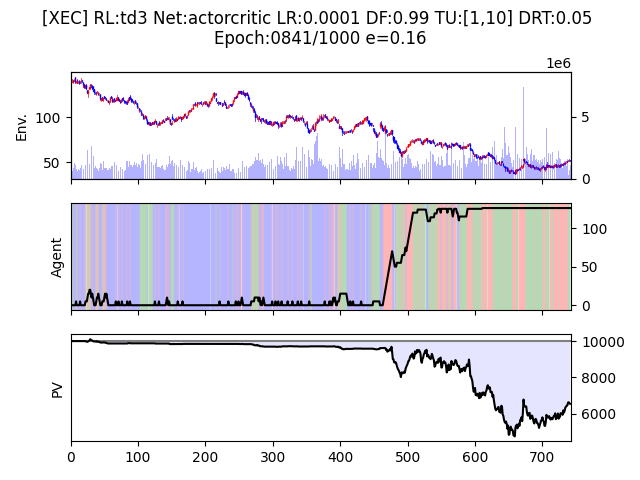 [XEC] RL:td3 Net:actorcritic LR:0.0001 DF:0.99 TU:[1,10] DRT:0.05
Epoch:0841/1000 e=0.16
1e6
Env.
100
50
5
0
Agent
100
50
0
PV
10000
8000
6000
0 100 200 300 400 500 600 700